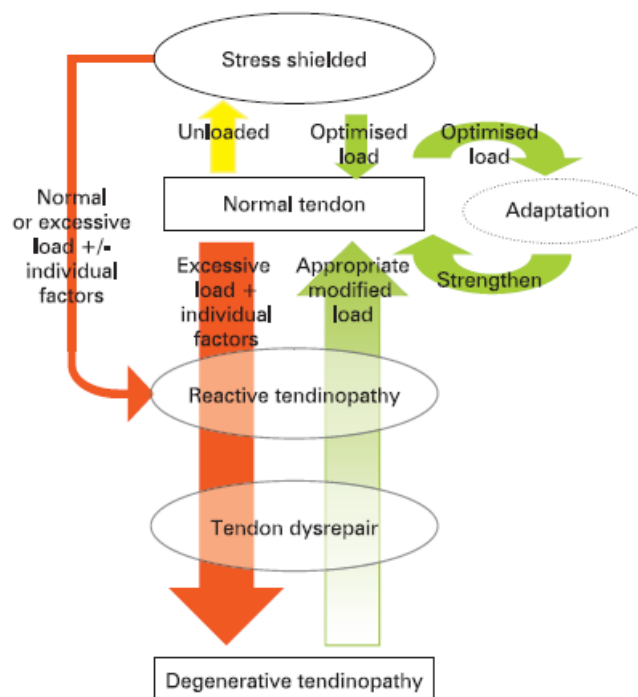 Stress shielded
Unloaded
Optimised
load
Optimised
load
Normal tendon
Adaptation
Normal
or excessive
load +/-
individual
factors
Excessive
load +
individual
factors
Appropriate
modified
load
Strengthen
Reactive tendinopathy
Tendon dysrepair
Degenerative tendinopathy